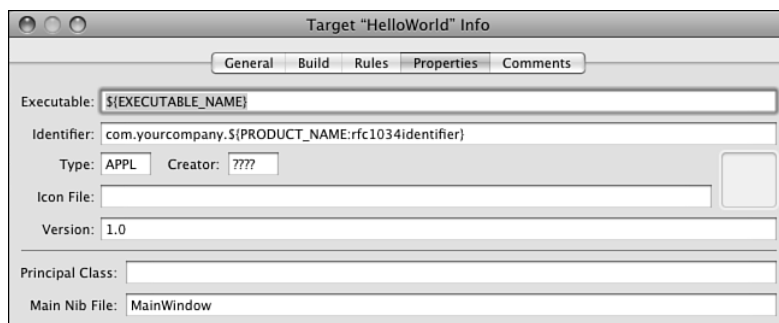 Target “HelloWorld” Info
General Build Rules Properties Comments
Executable: ${EXECUTABLE_NAME}
Identifier: com.yourcompany.${PRODUCT_NAME:rfc1034identifier}
Type: APPL Creator: ????
Icon File:
Version: 1.0
Principal Class:
Main Nib File: MainWindow